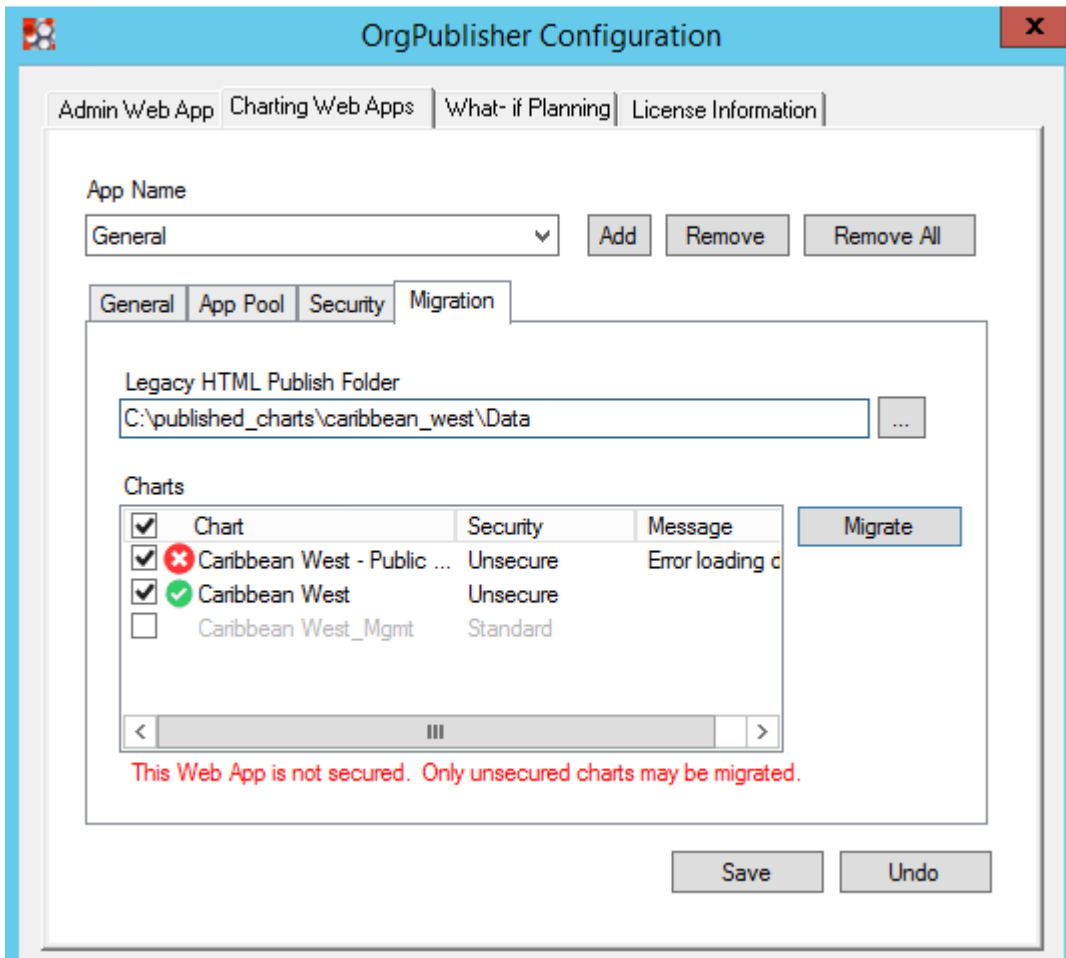 OrgPublisher Configuration
x
Admin Web App Charting Web Apps What- if Planning License Information
App Name
General Add Remove Remove All
General App Pool Security Migration
Legacy HTML Publish Folder
C:\published_charts\caribbean_west\Data ...
Charts
Chart Security Message Migrate
Caribbean West - Public ... Unsecure Error loading d
Caribbean West Unsecure
Caribbean West_Mgmt Standard
This Web App is not secured. Only unsecured charts may be migrated.
Save Undo